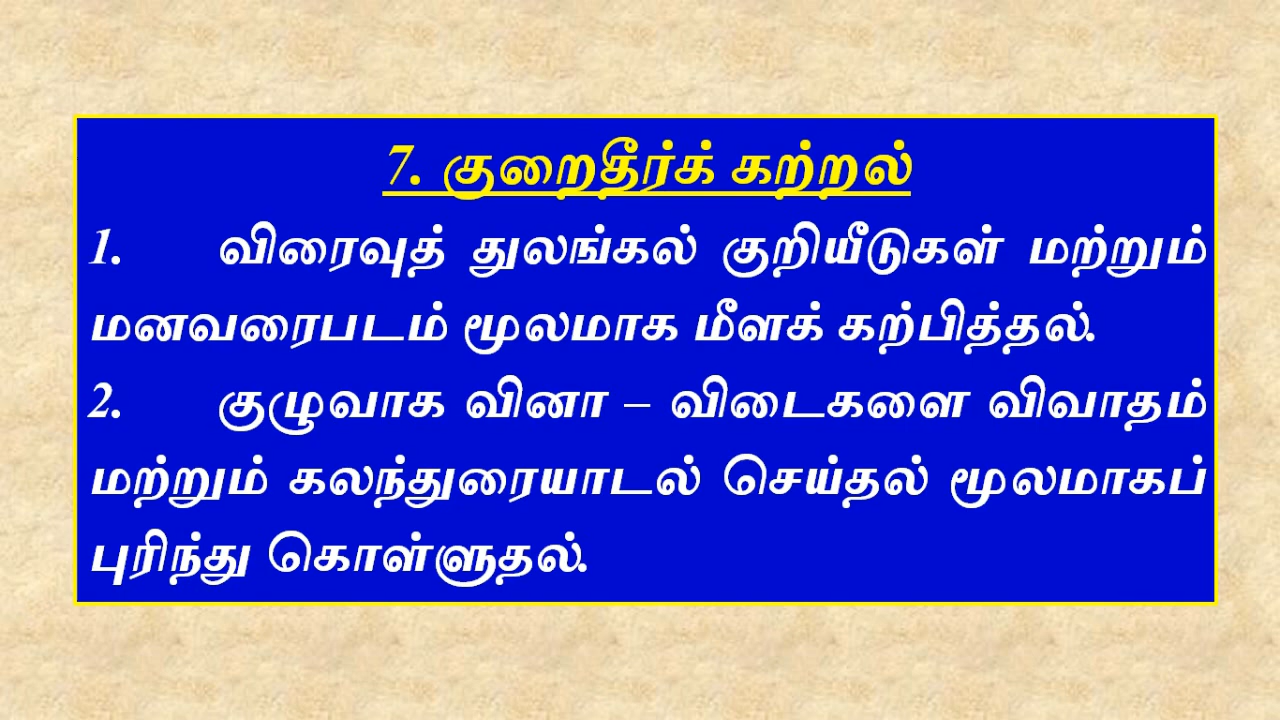 7. குறைதீர்க் கற்றல்
1. விரைவுத் துலங்கல் குறியீடுகள் மற்றும்
மனவரைபடம் மூலமாக மீளக் கற்பித்தல்.
2. குழுவாக வினா – விடைகளை விவாதம்
மற்றும் கலந்துரையாடல் செய்தல் மூலமாகப்
புரிந்து கொள்ளுதல்.